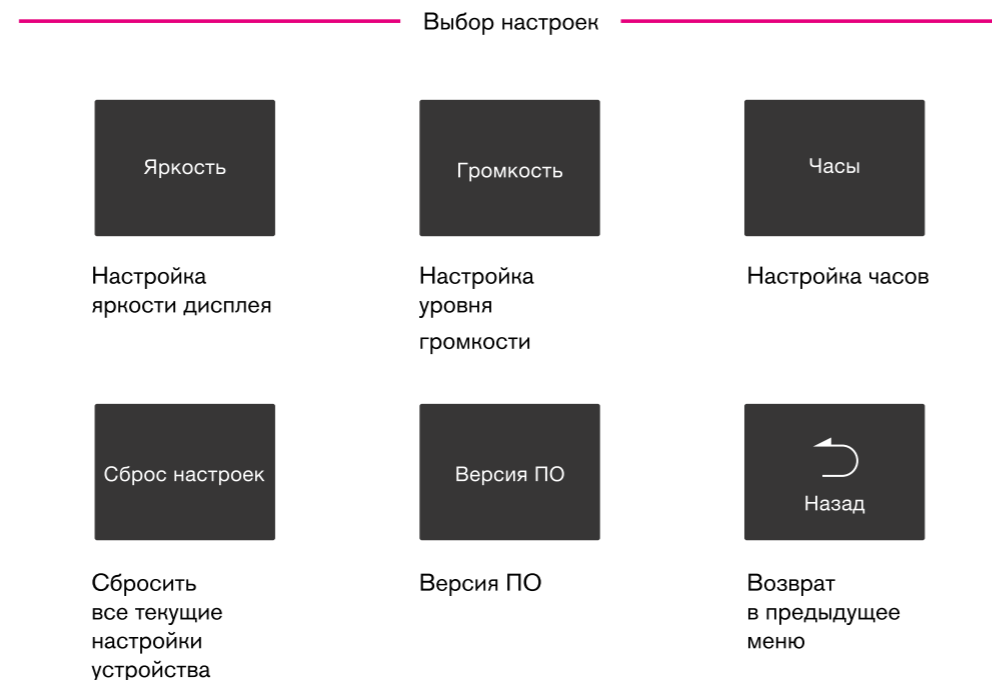 Выбор настроек
Яркость
Громкость
Часы
Настройка
яркости дисплея
Настройка
уровня
громкости
Настройка часов
Сброс настроек
Версия ПО
Назад
Сбросить
все текущие
настройки
устройства
Версия ПО
Возврат
в предыдущее
меню